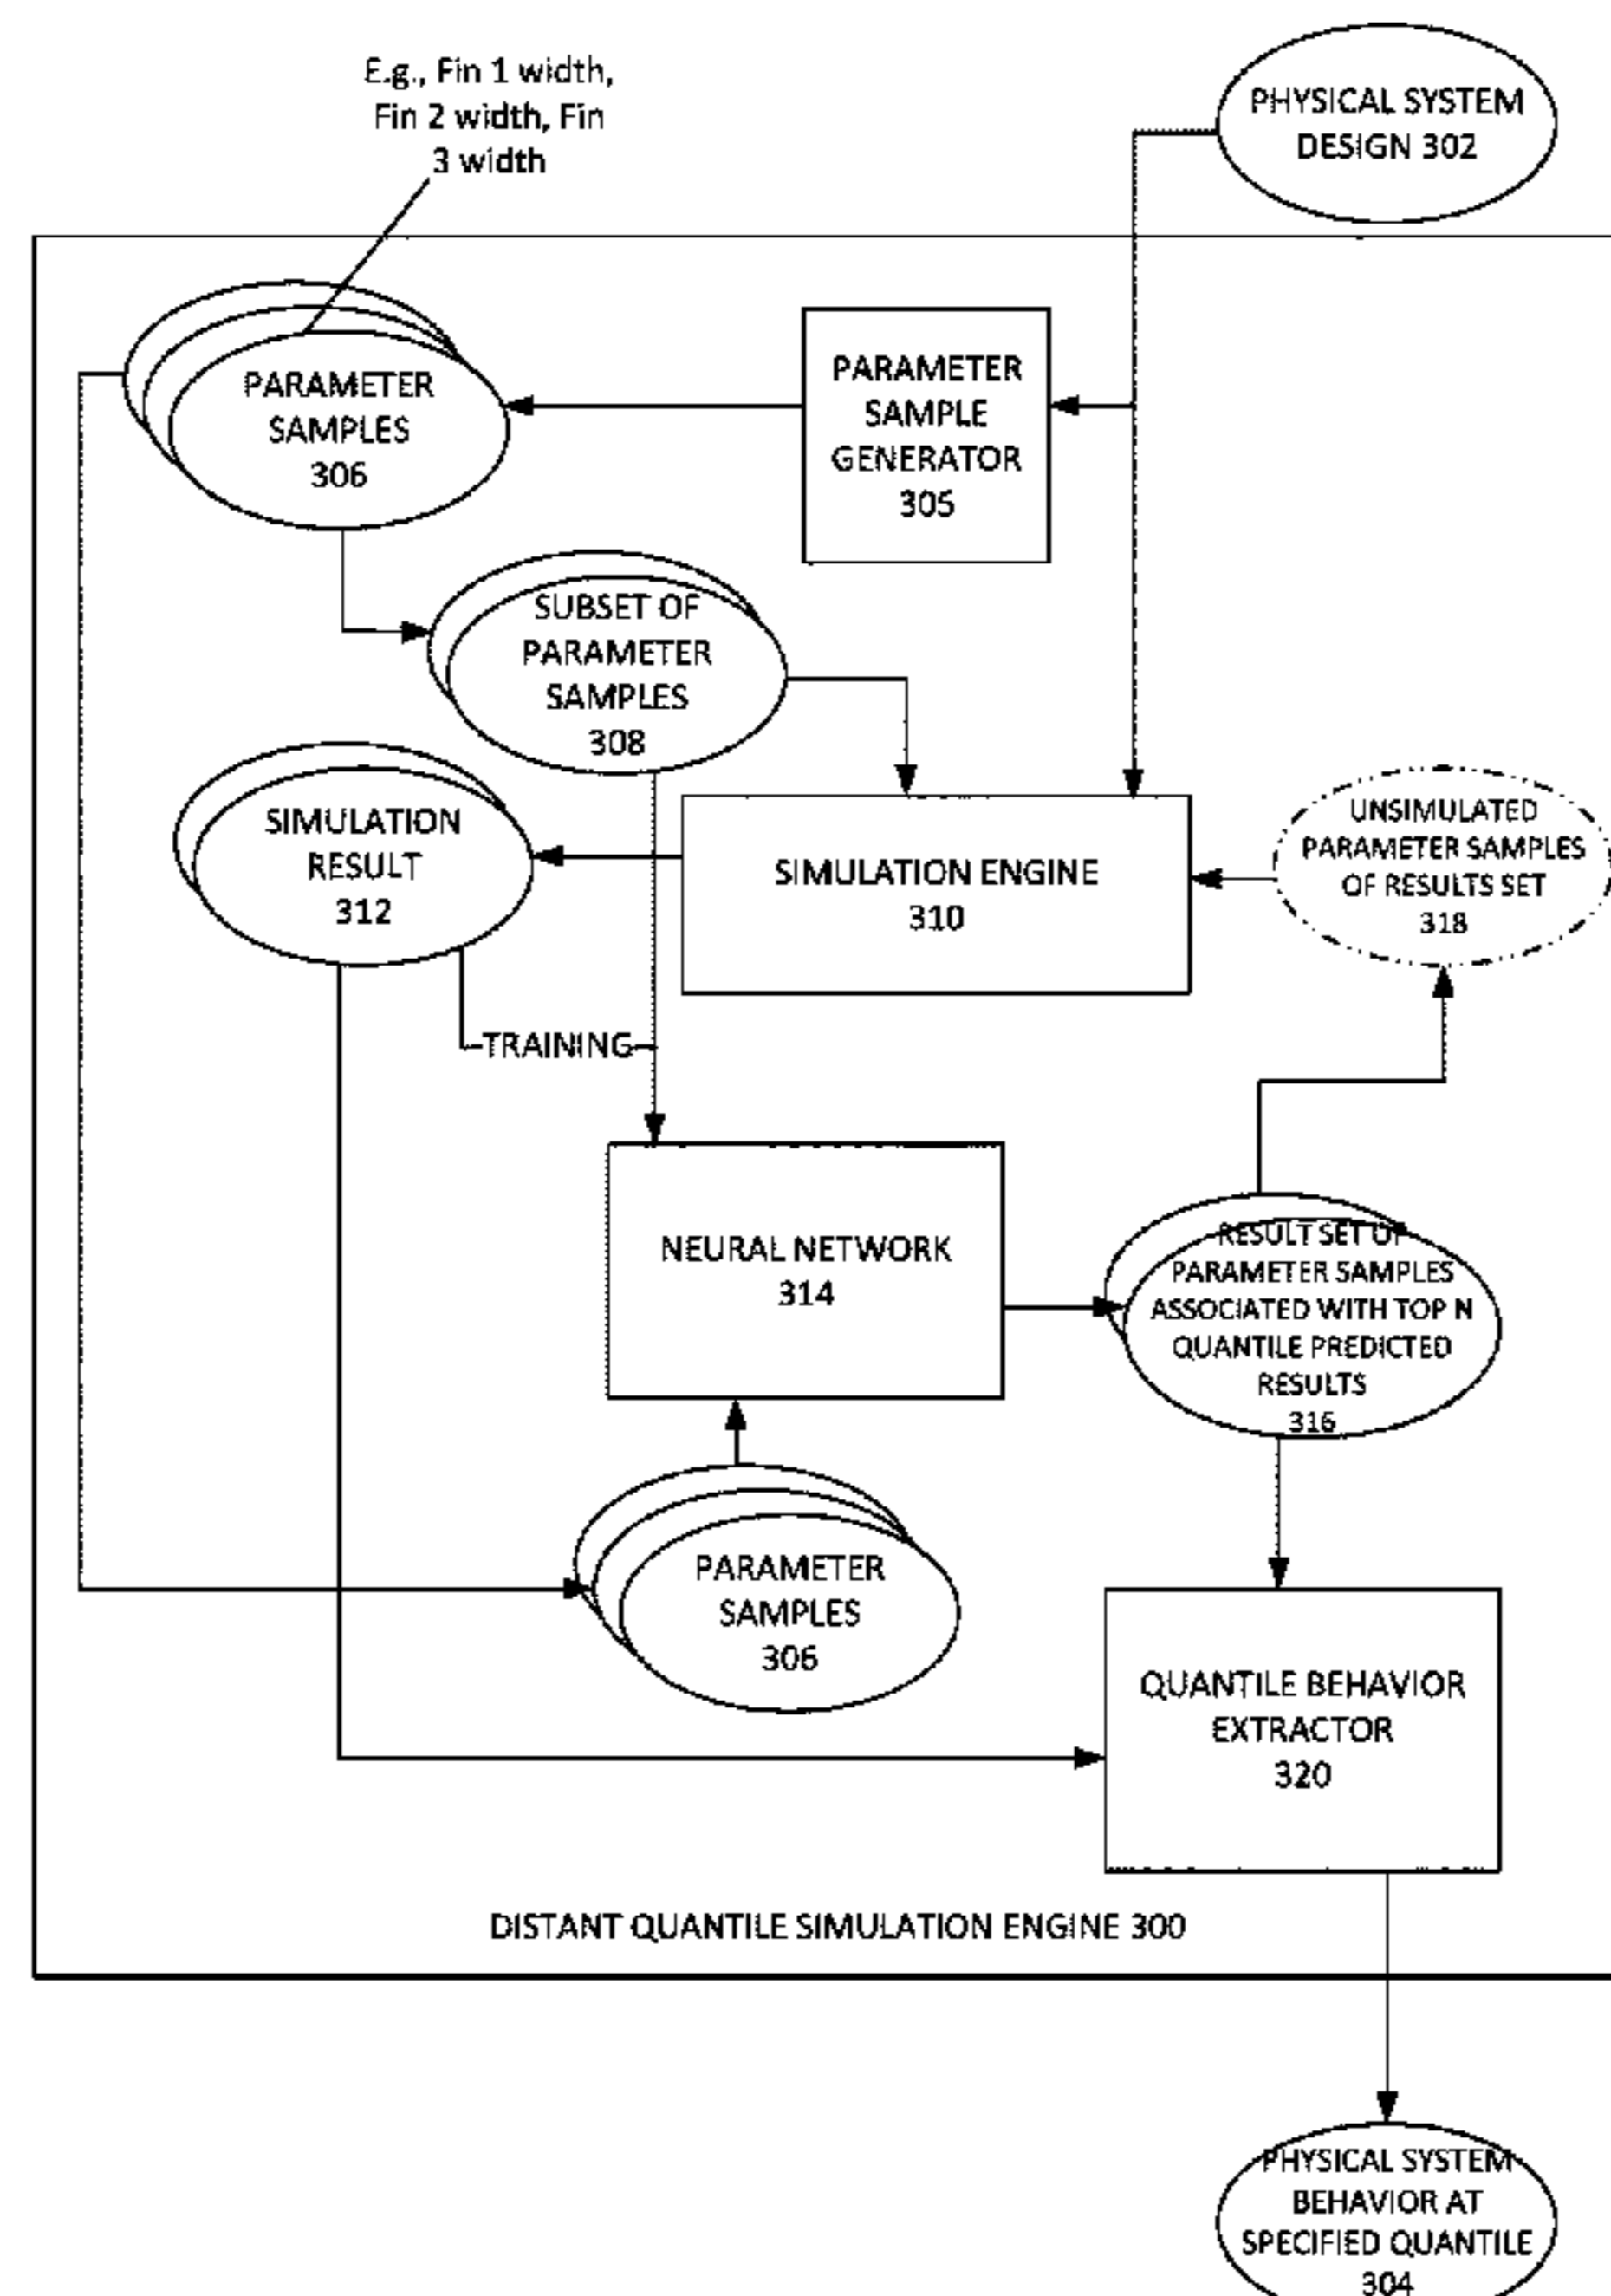 E.g., Fin 1 width,
Fin 2 width, Fin
3 width
PHYSICAL SYSTEM
DESIGN 302
PARAMETER
SAMPLES
306
PARAMETER
SAMPLE
GENERATOR
305
SUBSET OF
PARAMETER
SAMPLES
308
SIMULATION
RESULT
312
SIMULATION ENGINE
310
UNSIMULATED
PARAMETER SAMPLES
OF RESULTS SET
318
TRAINING
NEURAL NETWORK
314
RESULT SET OF
PARAMETER SAMPLES
ASSOCIATED WITH TOP N
QUANTILE PREDICTED
RESULTS
316
PARAMETER
SAMPLES
306
QUANTILE BEHAVIOR
EXTRACTOR
320
DISTANT QUANTILE SIMULATION ENGINE 300
PHYSICAL SYSTEM
BEHAVIOR AT
SPECIFIED QUANTILE
304